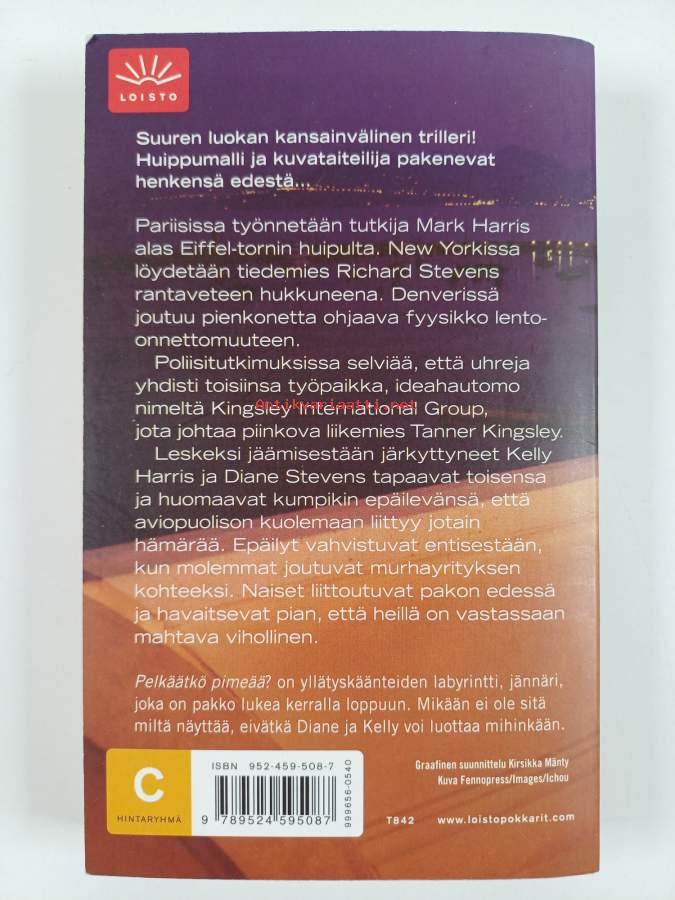 LOISTO
Suuren luokan kansainvälinen trilleri!
Huippumalli ja kuvataiteilija pakenevat
henkensä edestä...
Pariisissa työnnetään tutkija Mark Harris
alas Eiffel-tornin huipulta. New Yorkissa
löydetään tiedemies Richard Stevens
rantaveteen hukkuneena. Denverissä
joutuu pienkonetta ohjaava fyysikko lento-
onnettomuuteen.
Poliisitutkimuksissa selviää, että uhreja
yhdisti toisiinsa työpaikka, ideahautomo
nimeltä Kingsley International Group,
jota johtaa piinkova liikemies Tanner Kingsley.
Antikvariaatti.net
Leskeksi jäämisestään järkyttyneet Kelly
Harris ja Diane Stevens tapaavat toisensa
ja huomaavat kumpikin epäilevänsä, että
aviopuolison kuolemaan liittyy jotain
hämärää. Epäilyt vahvistuvat entisestään,
kun molemmat joutuvat murhayrityksen
kohteeksi. Naiset liittoutuvat pakon edessä
ja havaitsevat pian, että heillä on vastassaan
mahtava vihollinen.
Pelkäätkö pimeää? on yllätyskäänteiden labyrintti, jännäri,
joka on pakko lukea kerralla loppuun. Mikään ei ole sitä
miltä näyttää, eivätkä Diane ja Kelly voi luottaa mihinkään.
Graafinen suunnittelu Kirsikka Mänty
Kuva Fennopress/Images/Ichou
C
HINTARYHMÄ
ISBN 952-459-508-7
9 789524 595087
999656-0540
T842
www.loistopokkarit.com